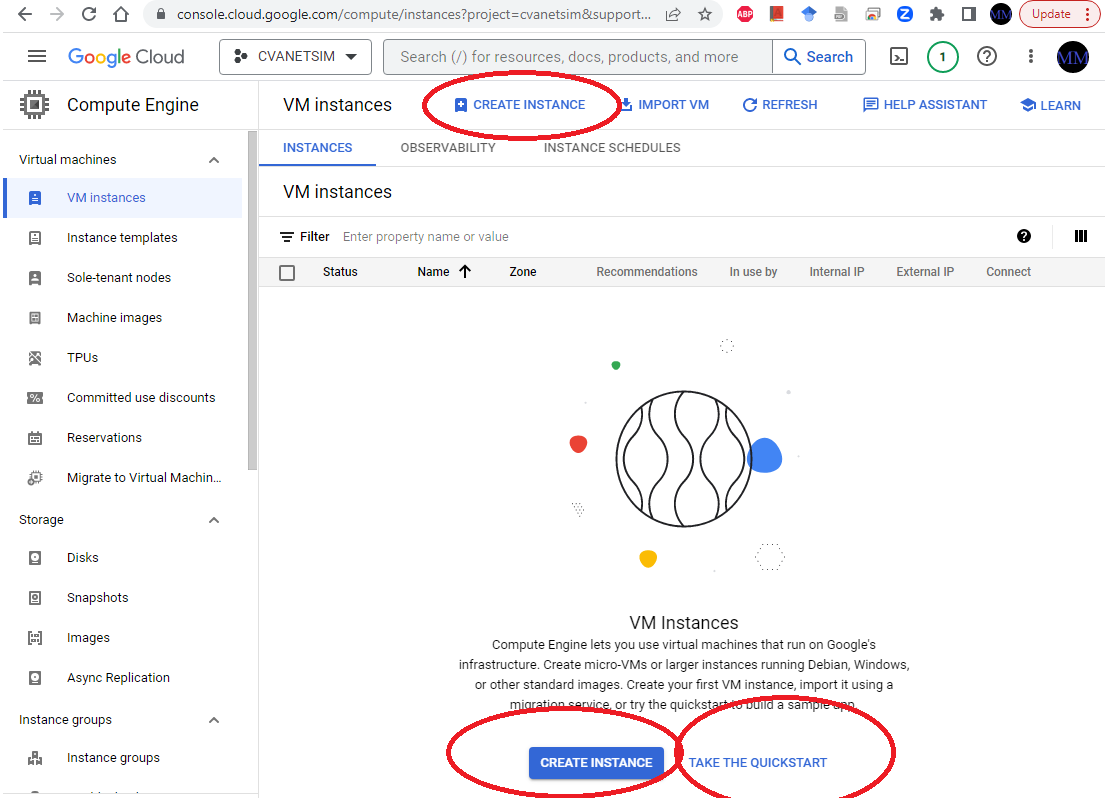 console.cloud.google.com/compute/instances?project=cvanetsim&support...
ABP
Z
MM
Update
Google Cloud
CVANETSIM
Search (/) for resources, docs, products, and more
Search
1
MM
Compute Engine
VM instances
CREATE INSTANCE
IMPORT VM
REFRESH
HELP ASSISTANT
LEARN
Virtual machines
VM instances
Instance templates
Sole-tenant nodes
Machine images
TPUs
Committed use discounts
Reservations
Migrate to Virtual Machin...
Storage
Disks
Snapshots
Images
Async Replication
Instance groups
Instance groups
INSTANCES
OBSERVABILITY
INSTANCE SCHEDULES
VM instances
Filter
Enter property name or value
Status
Name
Zone
Recommendations
In use by
Internal IP
External IP
Connect
VM Instances
Compute Engine lets you use virtual machines that run on Google's
infrastructure. Create micro-VMs or larger instances running Debian, Windows,
or other standard images. Create your first VM instance, import it using a
migration service, or try the quickstart to build a sample app.
CREATE INSTANCE
TAKE THE QUICKSTART